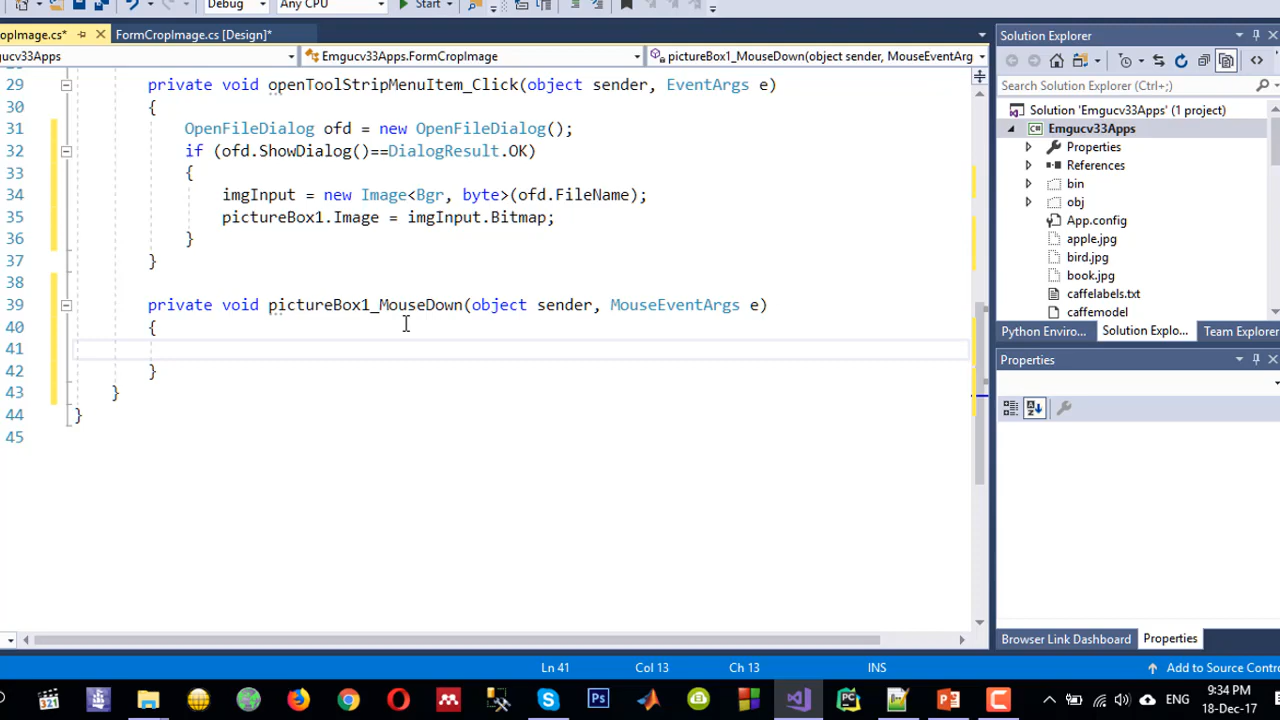 Debug Any CPU Start
opImage.cs* FormCropImage.cs [Design]*
gucv33Apps Emgucv33Apps.FormCropImage pictureBox1_MouseDown(object sender, MouseEventArg
29 private void openToolStripMenuItem_Click(object sender, EventArgs e)
30 {
31 OpenFileDialog ofd = new OpenFileDialog();
32 if (ofd.ShowDialog()==DialogResult.OK)
33 {
34 imgInput = new Image<Bgr, byte>(ofd.FileName);
35 pictureBox1.Image = imgInput.Bitmap;
36 }
37 }
38
39 private void pictureBox1_MouseDown(object sender, MouseEventArgs e)
40 {
41
42 }
43 }
44 }
45
Solution Explorer
Search Solution Explorer (Ctrl+;)
Solution 'Emgucv33Apps' (1 project)
Emgucv33Apps
Properties
References
bin
obj
App.config
apple.jpg
bird.jpg
book.jpg
caffelabels.txt
caffemodel
Python Enviro... Solution Explo... Team Explorer
Properties
Browser Link Dashboard Properties
Ln 41 Col 13 Ch 13 INS Add to Source Contro
ENG 9:34 PM
18-Dec-17